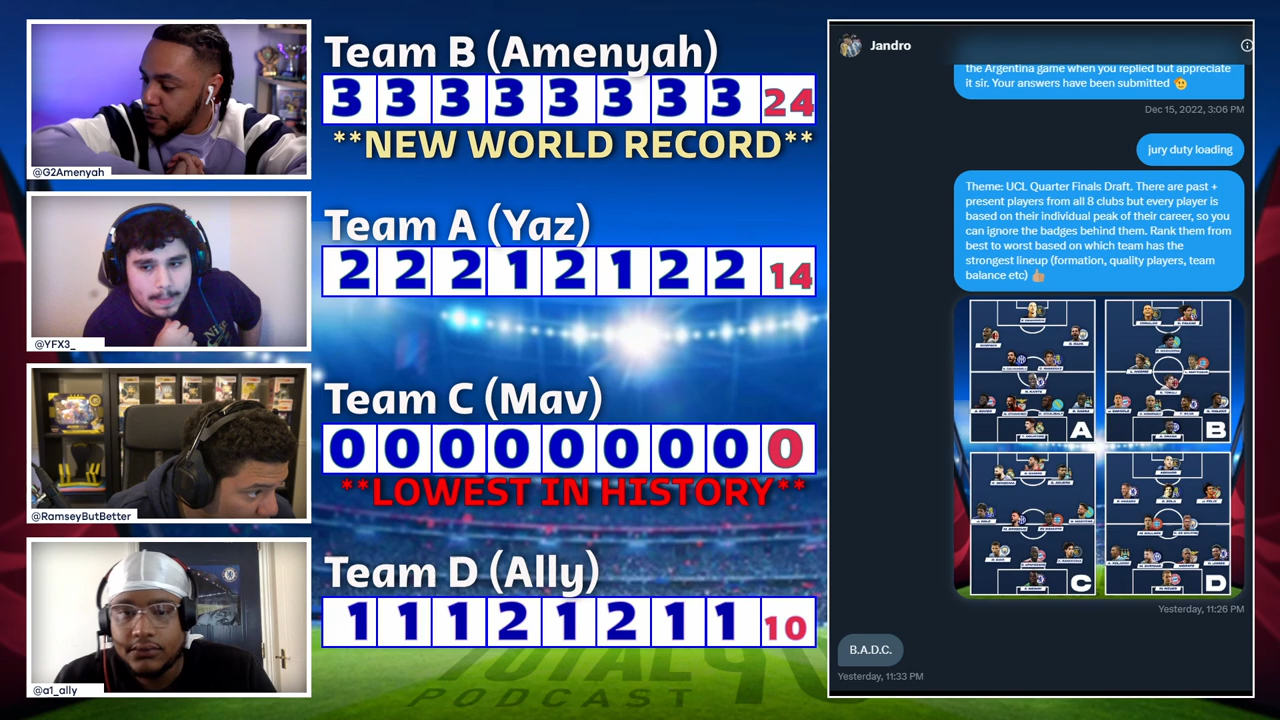 Team B (Amenyah)
3 3 3 3 3 3 3 3 24
**NEW WORLD RECORD**
@G2Amenyah
Team A (Yaz)
2 2 2 1 2 1 2 2 14
@YFX3_
Team C (Mav)
0 0 0 0 0 0 0 0 0
**LOWEST IN HISTORY**
@RamseyButBetter
Team D (Ally)
1 1 1 2 1 2 1 1 10
@a1_ally
TOTAL
PODCAST
Jandro
the Argentina game when you replied but appreciate
it sir. Your answers have been submitted
Dec 15, 2022, 3:06 PM
jury duty loading
Theme: UCL Quarter Finals Draft. There are past +
present players from all 8 clubs but every player is
based on their individual peak of their career, so you
can ignore the badges behind them. Rank them from
best to worst based on which team has the
strongest lineup (formation, quality players, team
balance etc)
A
B
C
D
Yesterday, 11:26 PM
B.A.D.C.
Yesterday, 11:33 PM